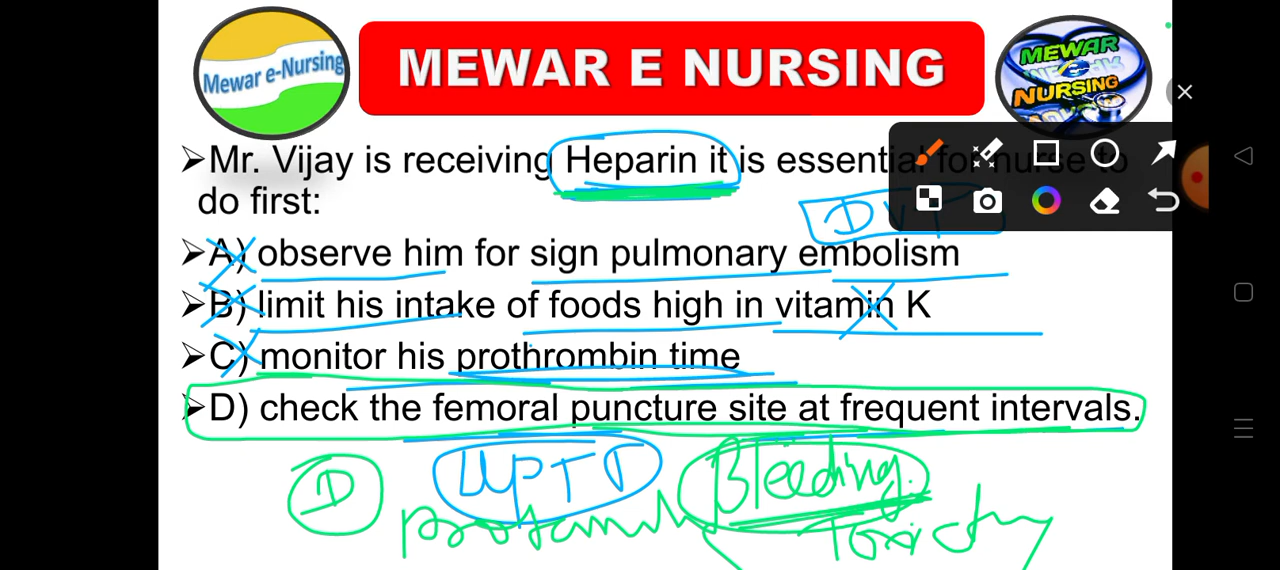 Mewar e-Nursing
MEWAR E NURSING
MEWAR
NURSING
➢Mr. Vijay is receiving Heparin it is essential for nurse to
do first:
DVT
➢A) observe him for sign pulmonary embolism
➢B) limit his intake of foods high in vitamin K
➢C) monitor his prothrombin time
➢D) check the femoral puncture site at frequent intervals.
D
Bleeding.